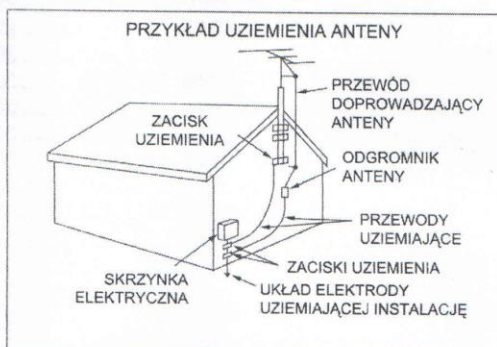 PRZYKŁAD UZIEMIENIA ANTENY
PRZEWÓD
DOPROWADZAJĄCY
ANTENY
ZACISK
UZIEMIENIA
ODGROMNIK
ANTENY
PRZEWODY
UZIEMIAJĄCE
SKRZYNKA
ELEKTRYCZNA
ZACISKI UZIEMIENIA
UKŁAD ELEKTRODY
UZIEMIAJĄCEJ INSTALACJĘ